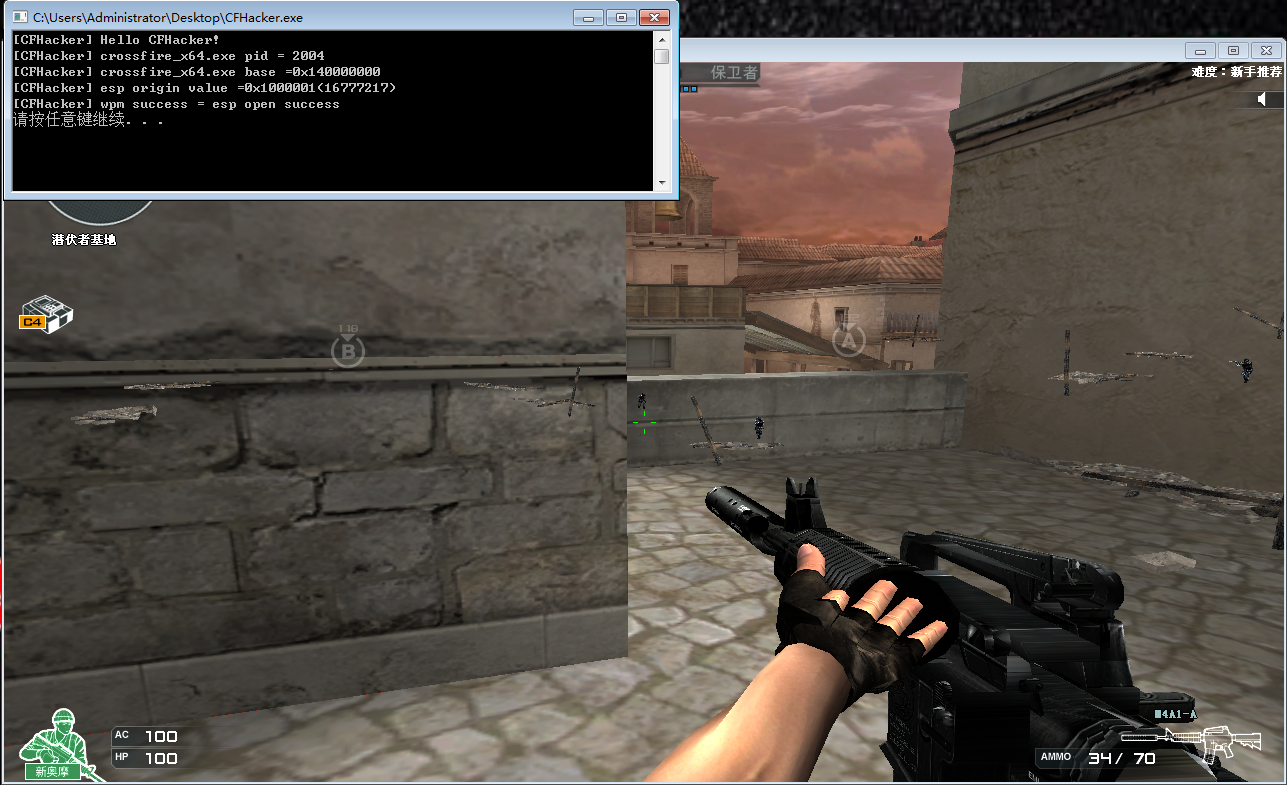 C:\Users\Administrator\Desktop\CFHacker.exe
[CFHacker] Hello CFHacker!
[CFHacker] crossfire_x64.exe pid = 2004
[CFHacker] crossfire_x64.exe base =0x140000000
[CFHacker] esp origin value =0x1000001(16777217)
[CFHacker] wpm success = esp open success
请按任意键继续. . .
保卫者
难度：新手推荐
潜伏者基地
C4
B
A
M4A1-A
AC 100
HP 100
新奥摩
AMMO 34/ 70